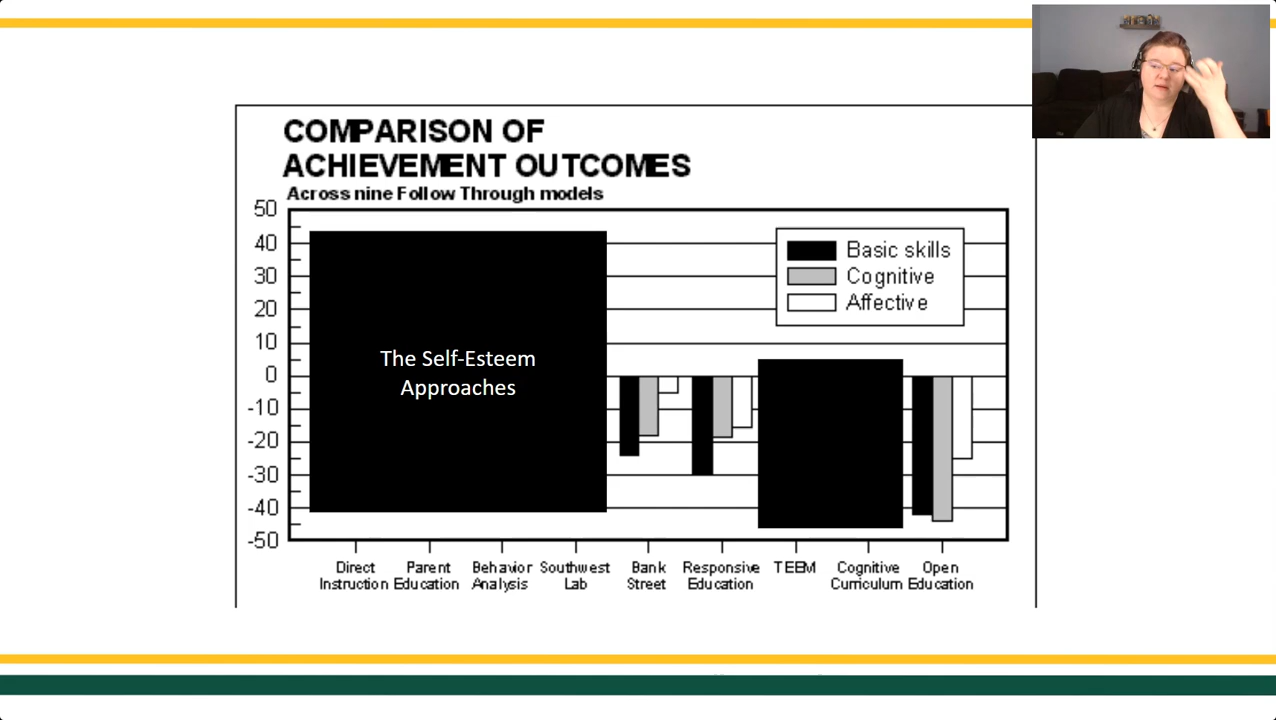 COMPARISON OF
ACHIEVEMENT OUTCOMES
Across nine Follow Through models
50
40
30
20
10
0
-10
-20
-30
-40
-50
Basic skills
Cognitive
Affective
The Self-Esteem
Approaches
Direct Parent Behavior Southwest Bank Responsive TEEM Cognitive Open
Instruction Education Analysis Lab Street Education Curriculum Education